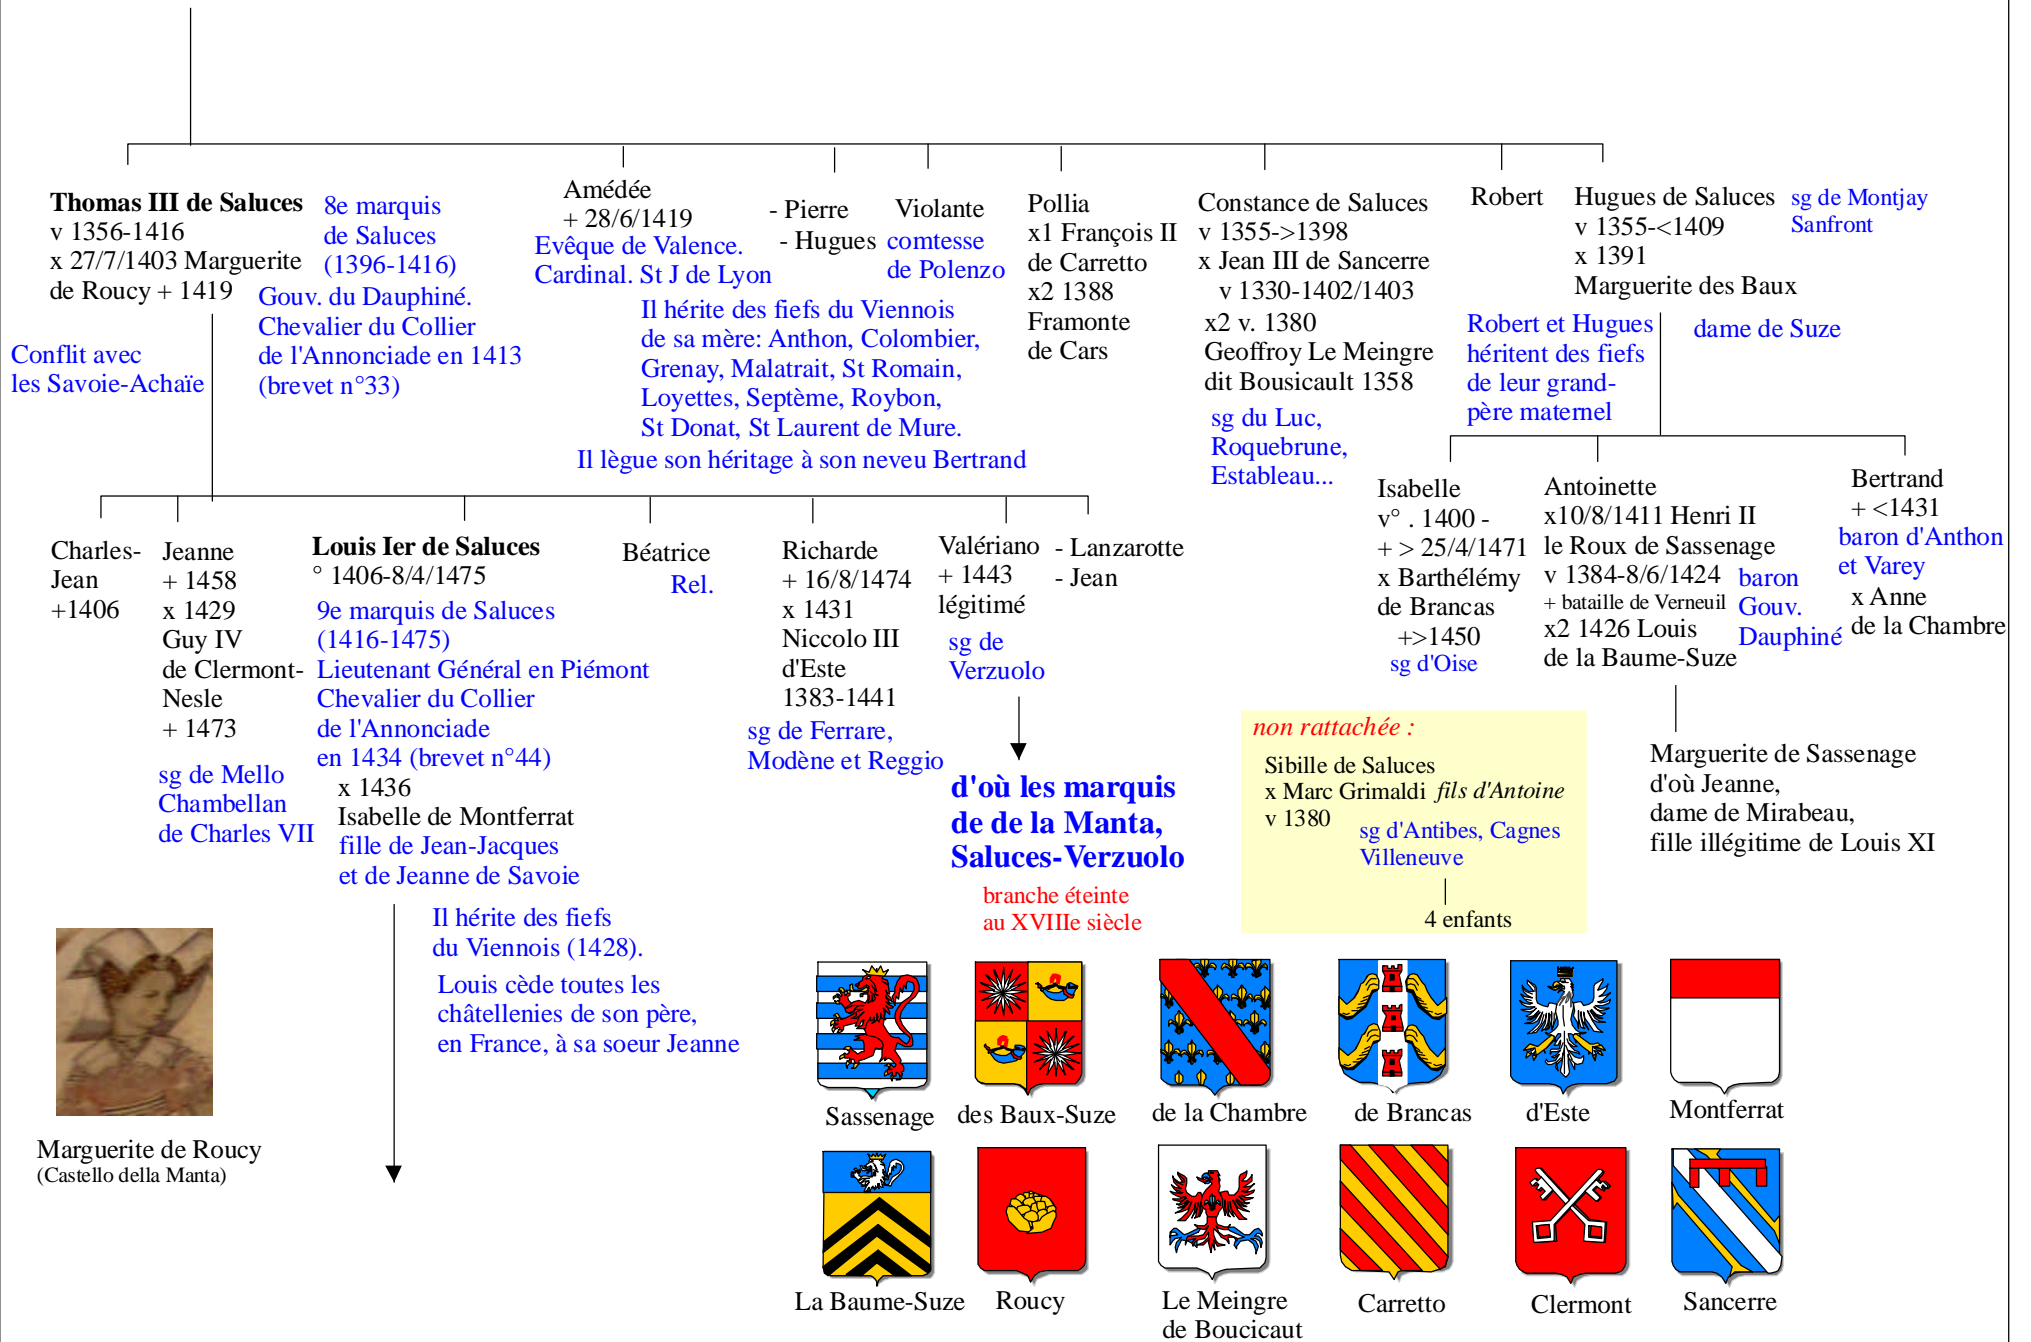 Thomas III de Saluces
v 1356-1416
x 27/7/1403 Marguerite
de Roucy + 1419
8e marquis
de Saluces
(1396-1416)
Gouv. du Dauphiné.
Chevalier du Collier
de l'Annonciade en 1413
(brevet n°33)
Conflit avec
les Savoie-Achaïe
Amédée
+ 28/6/1419
Evêque de Valence.
Cardinal. St J de Lyon
Il hérite des fiefs du Viennois
de sa mère: Anthon, Colombier,
Grenay, Malatrait, St Romain,
Loyettes, Septème, Roybon,
St Donat, St Laurent de Mure.
Il lègue son héritage à son neveu Bertrand
- Pierre
- Hugues
Violante
comtesse
de Polenzo
Pollia
x1 François II
de Carretto
x2 1388
Framonte
de Cars
Constance de Saluces
v 1355->1398
x Jean III de Sancerre
v 1330-1402/1403
x2 v. 1380
Geoffroy Le Meingre
dit Bousicault 1358
sg du Luc,
Roquebrune,
Estableau...
Robert
Hugues de Saluces
v 1355-<1409
x 1391
Marguerite des Baux
sg de Montjay
Sanfront
dame de Suze
Robert et Hugues
héritent des fiefs
de leur grand-
père maternel
Charles-
Jean
+1406
Jeanne
+ 1458
x 1429
Guy IV
de Clermont-
Nesle
+ 1473
sg de Mello
Chambellan
de Charles VII
Louis Ier de Saluces
° 1406-8/4/1475
9e marquis de Saluces
(1416-1475)
Lieutenant Général en Piémont
Chevalier du Collier
de l'Annonciade
en 1434 (brevet n°44)
x 1436
Isabelle de Montferrat
fille de Jean-Jacques
et de Jeanne de Savoie
Il hérite des fiefs
du Viennois (1428).
Louis cède toutes les
châtellenies de son père,
en France, à sa soeur Jeanne
Béatrice
Rel.
Richarde
+ 16/8/1474
x 1431
Niccolo III
d'Este
1383-1441
sg de Ferrare,
Modène et Reggio
Valériano
+ 1443
légitimé
sg de
Verzuolo
- Lanzarotte
- Jean
d'où les marquis
de de la Manta,
Saluces-Verzuolo
branche éteinte
au XVIIIe siècle
Isabelle
v° . 1400 -
+ > 25/4/1471
x Barthélémy
de Brancas
+>1450
sg d'Oise
Antoinette
x10/8/1411 Henri II
le Roux de Sassenage
v 1384-8/6/1424
+ bataille de Verneuil
x2 1426 Louis
de la Baume-Suze
baron
Gouv.
Dauphiné
Bertrand
+ <1431
baron d'Anthon
et Varey
x Anne
de la Chambre
non rattachée :
Sibille de Saluces
x Marc Grimaldi fils d'Antoine
v 1380
sg d'Antibes, Cagnes
Villeneuve
4 enfants
Marguerite de Sassenage
d'où Jeanne,
dame de Mirabeau,
fille illégitime de Louis XI
Marguerite de Roucy
(Castello della Manta)
Sassenage
des Baux-Suze
de la Chambre
de Brancas
d'Este
Montferrat
La Baume-Suze
Roucy
Le Meingre
de Boucicaut
Carretto
Clermont
Sancerre